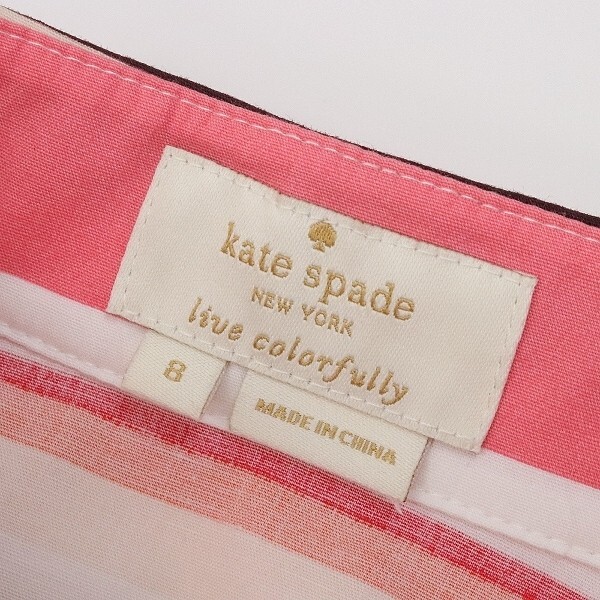 kate spade
NEW YORK
live colorfully
8
MADE IN CHINA